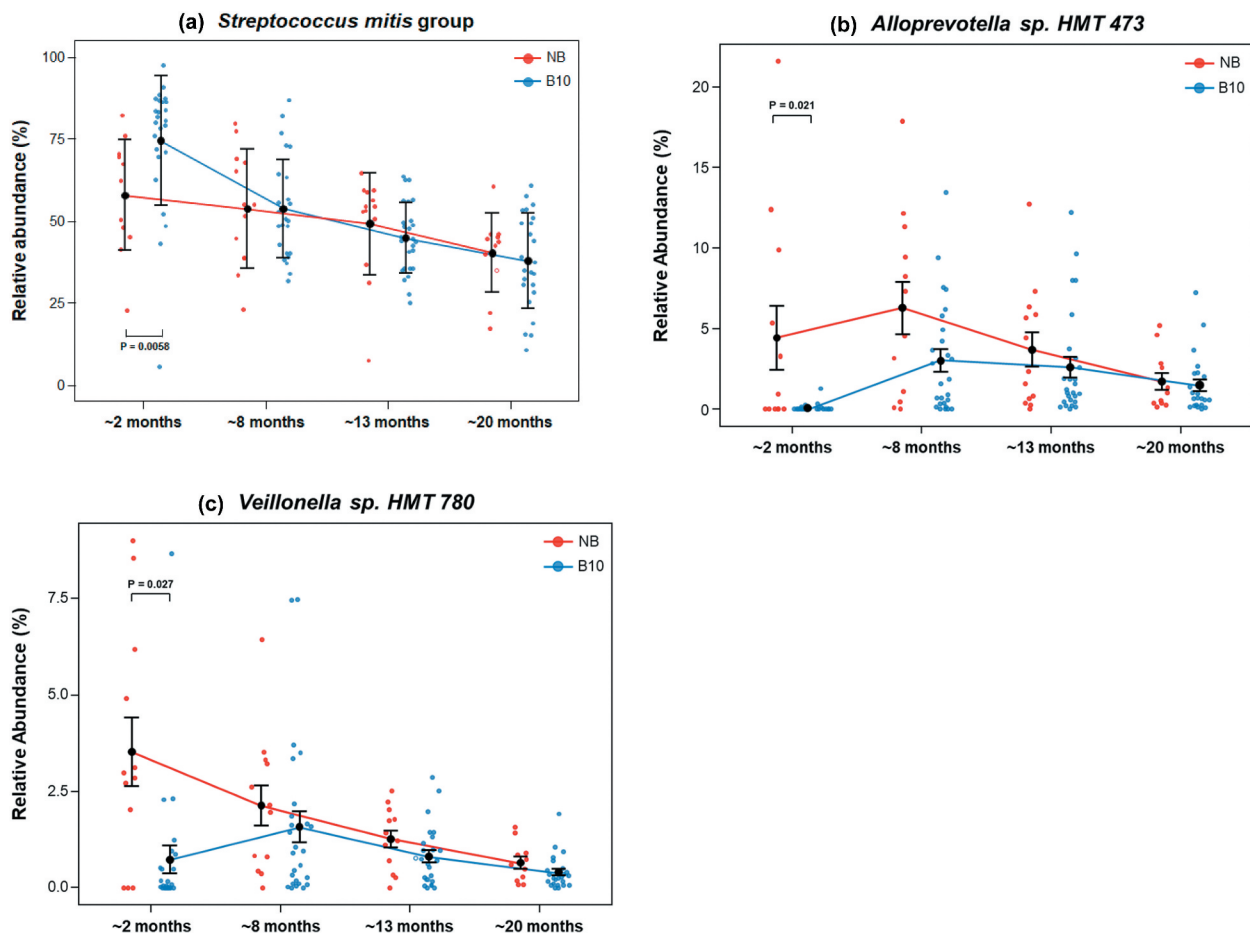 (a) Streptococcus mitis group
NB
B10
Relative abundance (%)
100
75
50
25
0
P = 0.0058
~2 months
~8 months
~13 months
~20 months
(b) Alloprevotella sp. HMT 473
NB
B10
Relative Abundance (%)
20
15
10
5
0
P = 0.021
~2 months
~8 months
~13 months
~20 months
(c) Veillonella sp. HMT 780
NB
B10
Relative Abundance (%)
7.5
5.0
2.5
0.0
P = 0.027
~2 months
~8 months
~13 months
~20 months